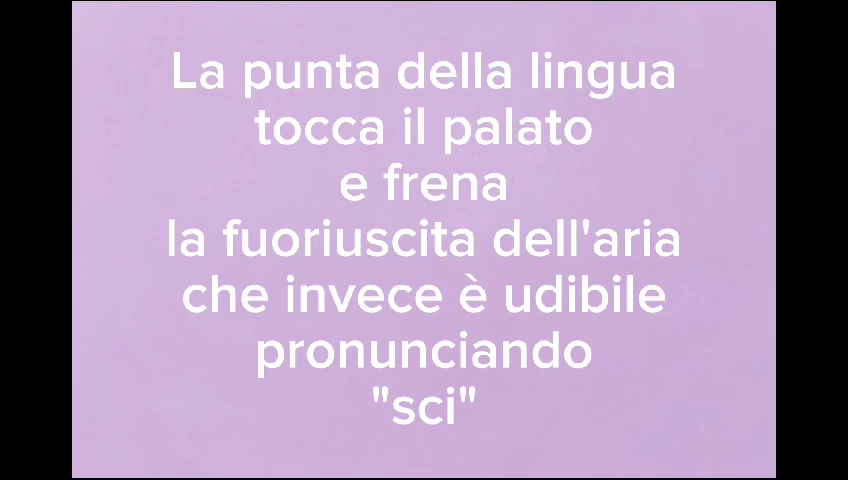 La punta della lingua
tocca il palato
e frena
la fuoriuscita dell'aria
che invece è udibile
pronunciando
"sci"